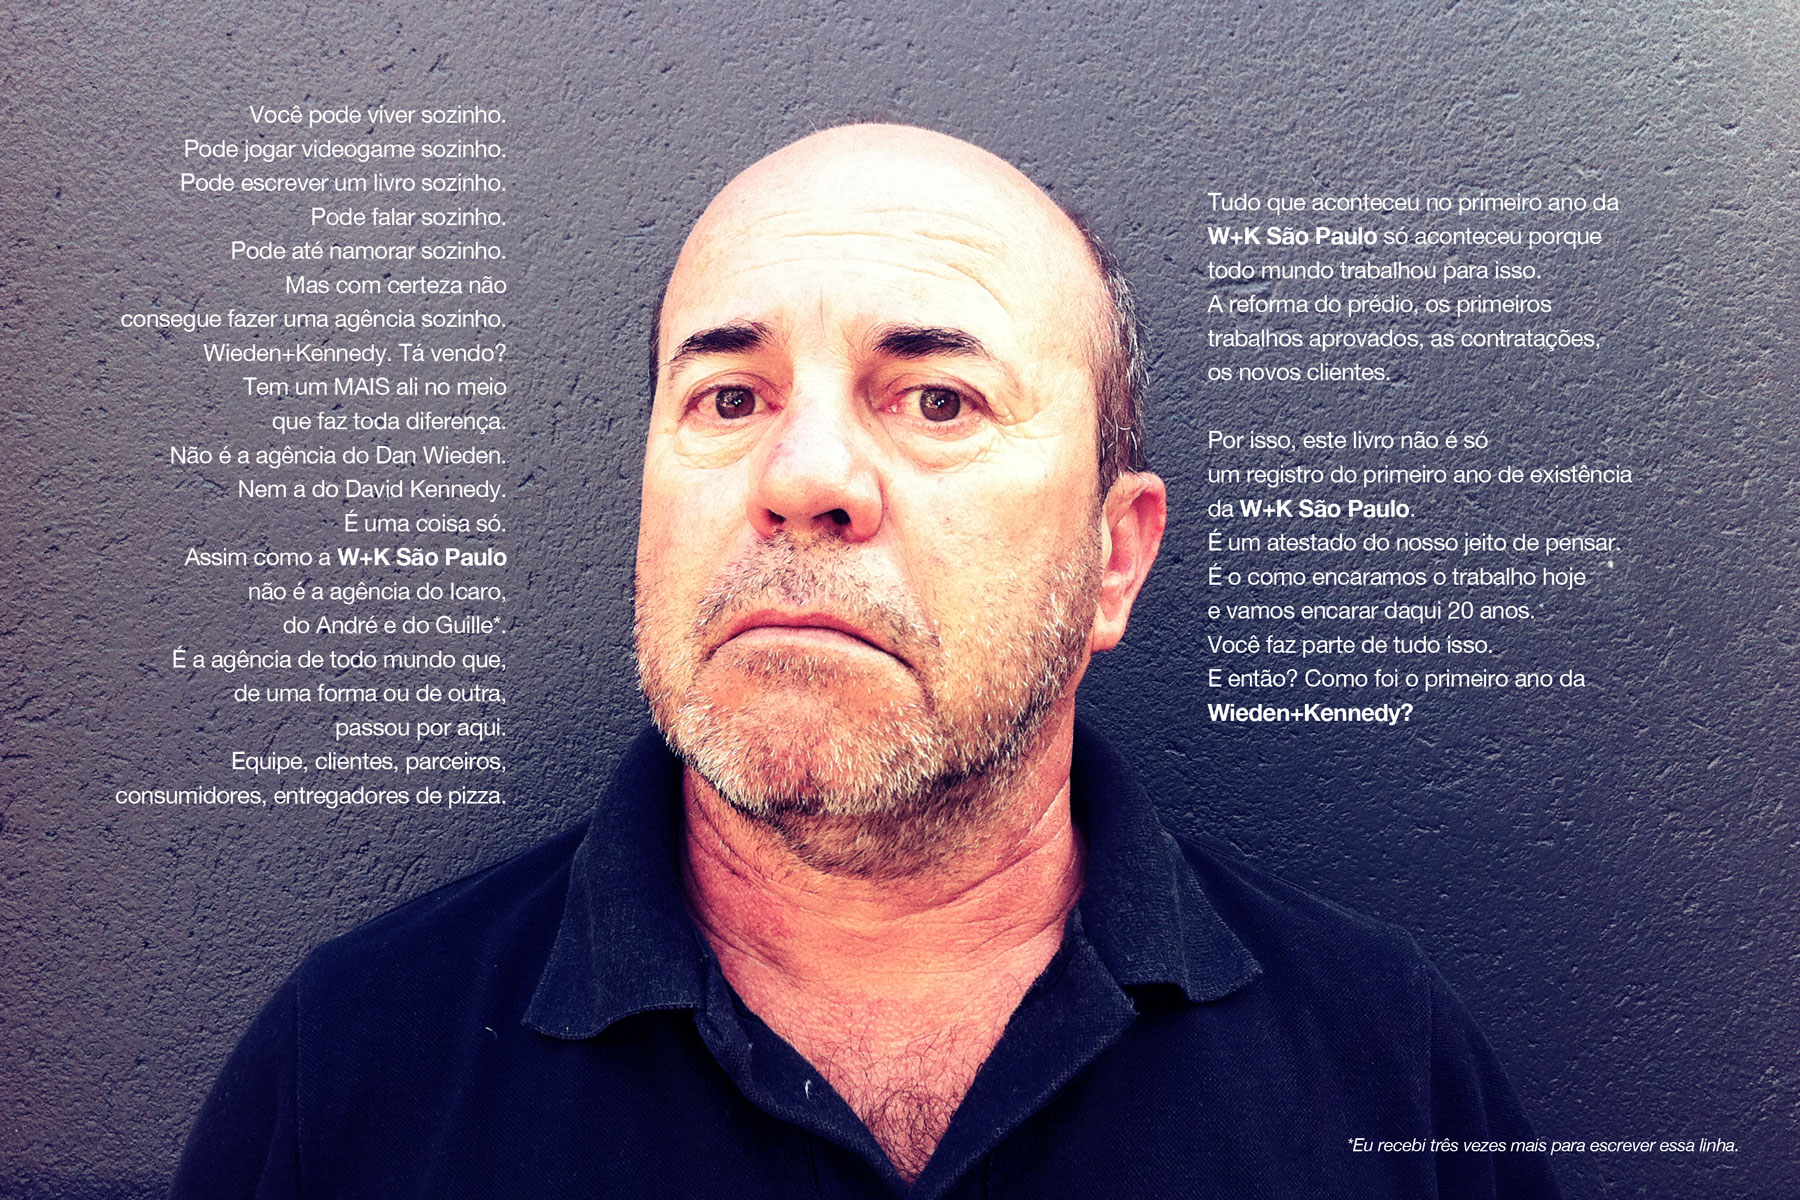 Você pode viver sozinho.
Pode jogar videogame sozinho.
Pode escrever um livro sozinho.
Pode falar sozinho.
Pode até namorar sozinho.
Mas com certeza não
consegue fazer uma agência sozinho.
Wieden+Kennedy. Tá vendo?
Tem um MAIS ali no meio
que faz toda diferença.
Não é a agência do Dan Wieden.
Nem a do David Kennedy.
É uma coisa só.
Assim como a W+K São Paulo
não é a agência do Icaro,
do André e do Guille*.
É a agência de todo mundo que,
de uma forma ou de outra,
passou por aqui.
Equipe, clientes, parceiros,
consumidores, entregadores de pizza.
Tudo que aconteceu no primeiro ano da
W+K São Paulo só aconteceu porque
todo mundo trabalhou para isso.
A reforma do prédio, os primeiros
trabalhos aprovados, as contratações,
os novos clientes.
Por isso, este livro não é só
um registro do primeiro ano de existência
da W+K São Paulo.
É um atestado do nosso jeito de pensar.
É o como encaramos o trabalho hoje
e vamos encarar daqui 20 anos.
Você faz parte de tudo isso.
E então? Como foi o primeiro ano da
Wieden+Kennedy?
*Eu recebi três vezes mais para escrever essa linha.